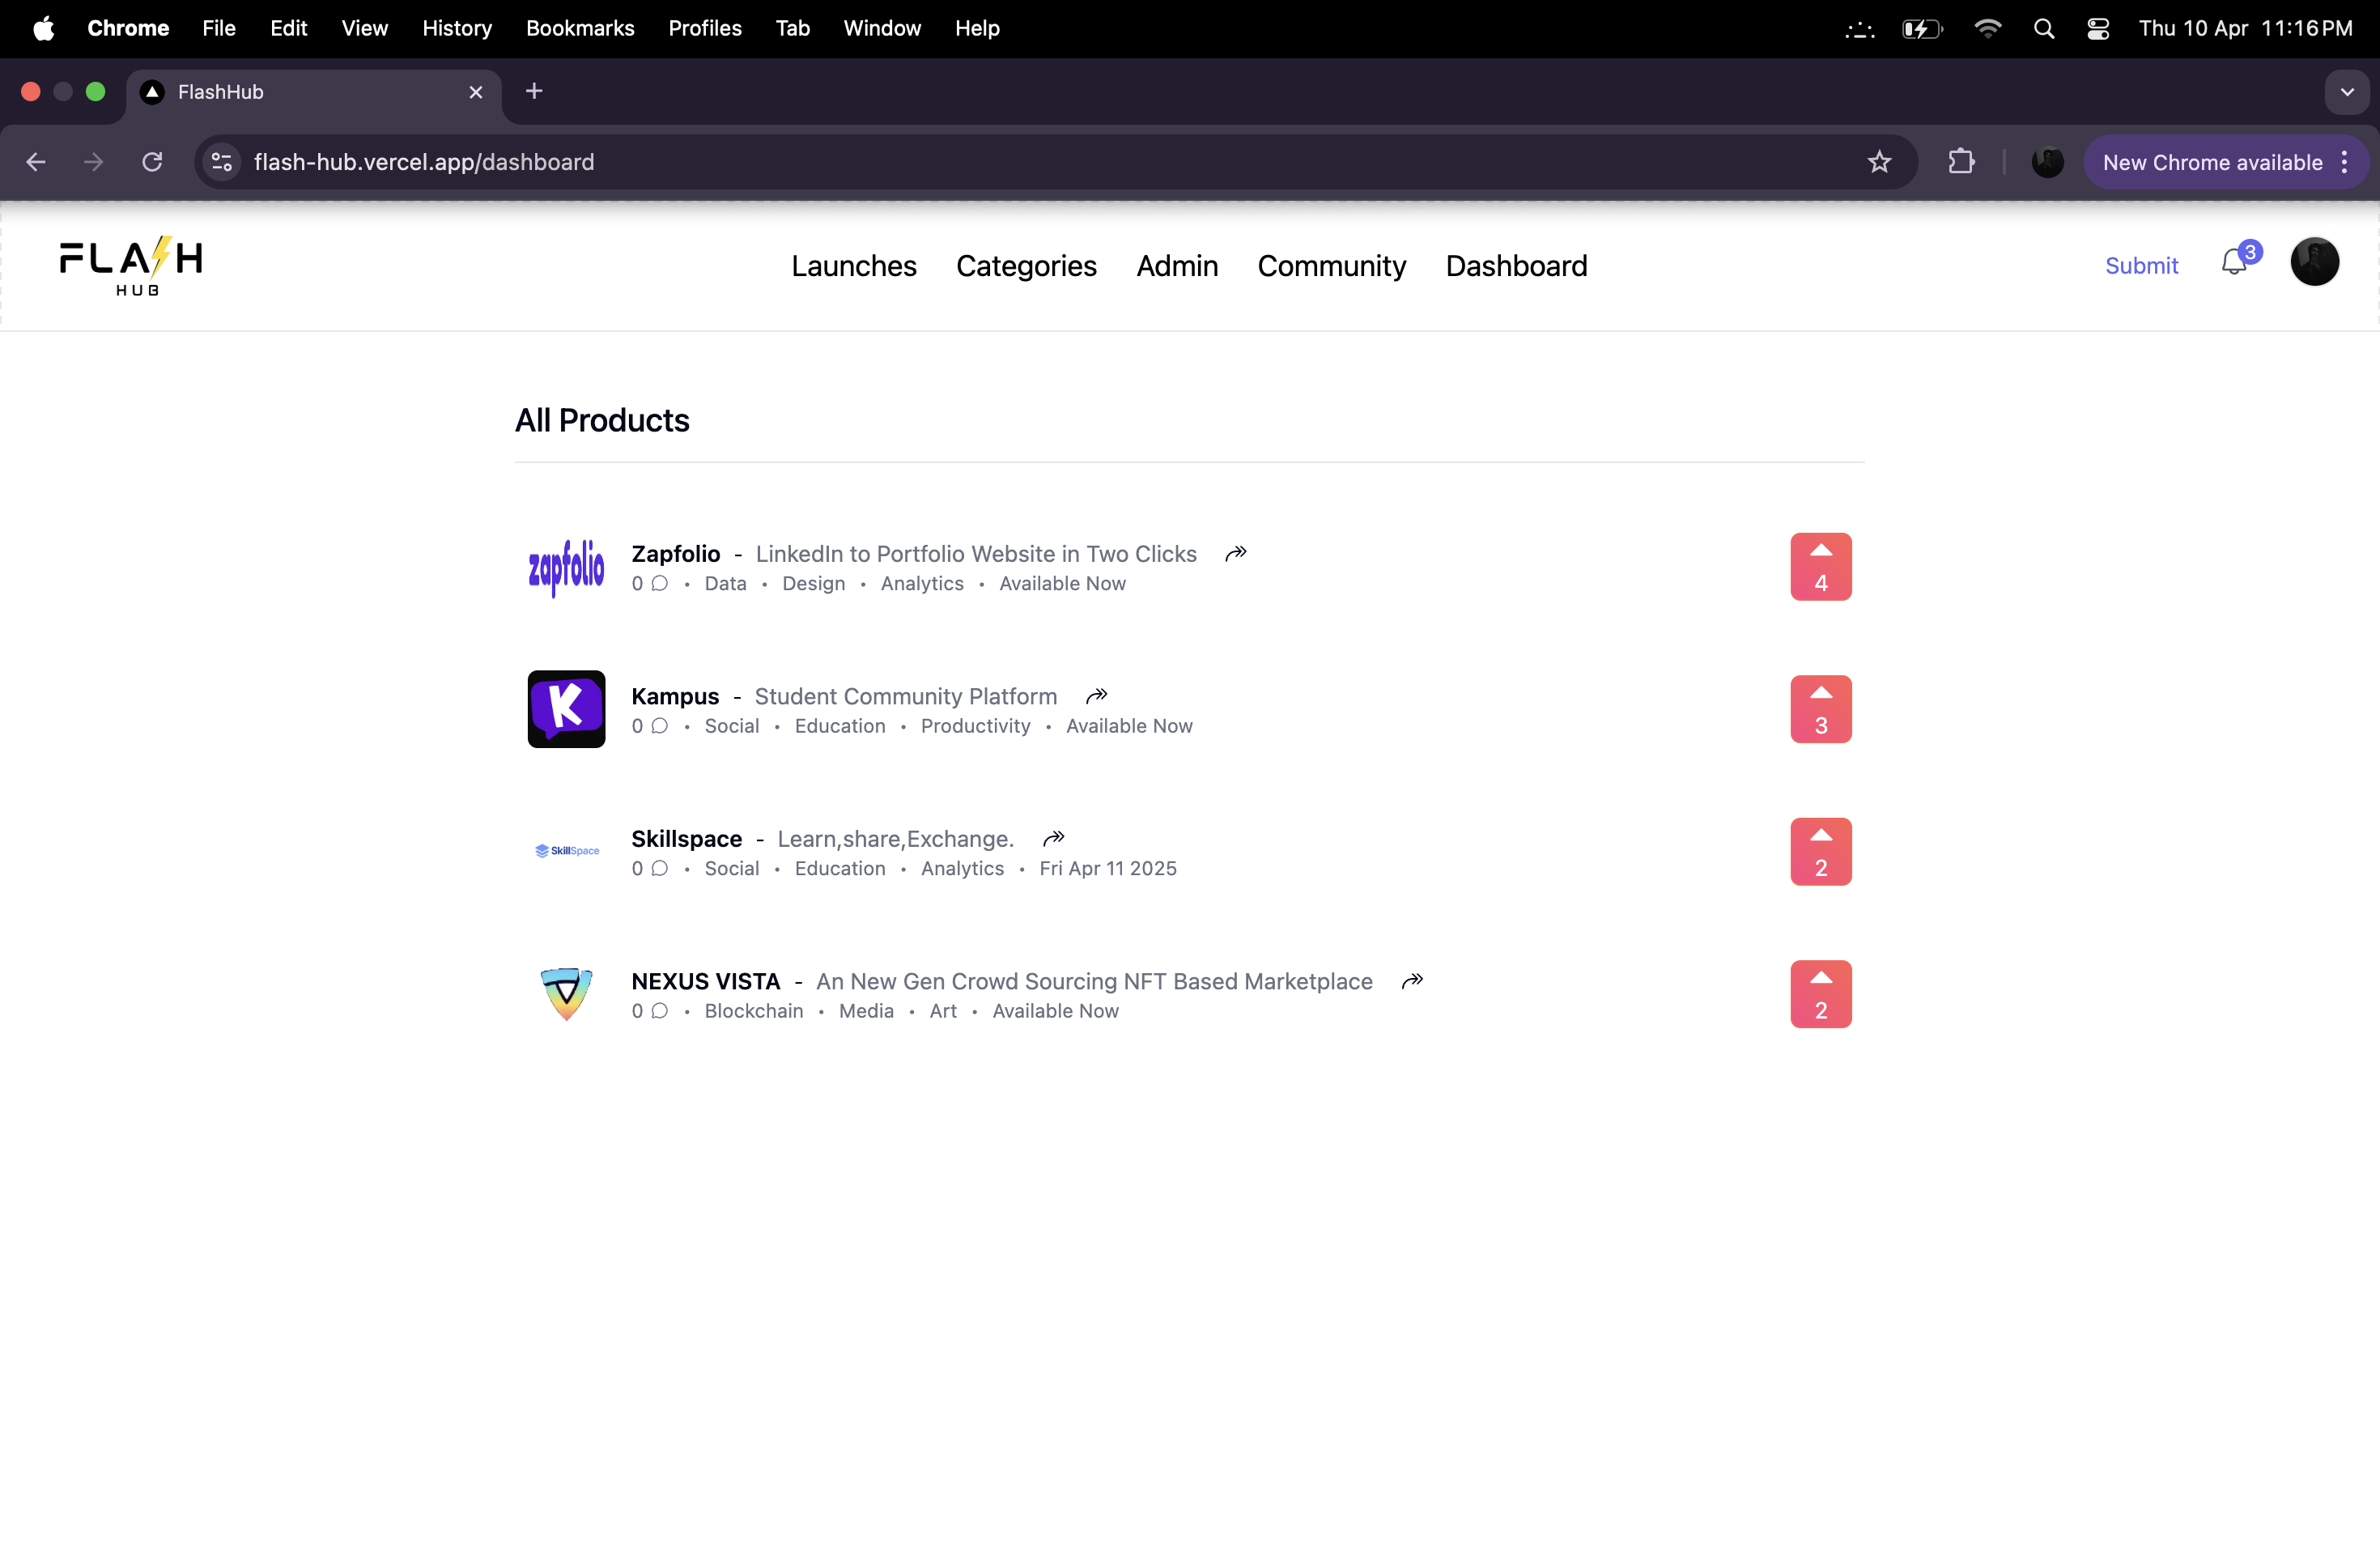 Chrome File Edit View History Bookmarks Profiles Tab Window Help Thu 10 Apr 11:16 PM
FlashHub
flash-hub.vercel.app/dashboard New Chrome available
FLASH
HUB
Launches Categories Admin Community Dashboard
Submit 3
All Products
zapfolio
Zapfolio - LinkedIn to Portfolio Website in Two Clicks
0 • Data • Design • Analytics • Available Now
4
K
Kampus - Student Community Platform
0 • Social • Education • Productivity • Available Now
3
SkillSpace
Skillspace - Learn,share,Exchange.
0 • Social • Education • Analytics • Fri Apr 11 2025
2
NEXUS VISTA - An New Gen Crowd Sourcing NFT Based Marketplace
0 • Blockchain • Media • Art • Available Now
2